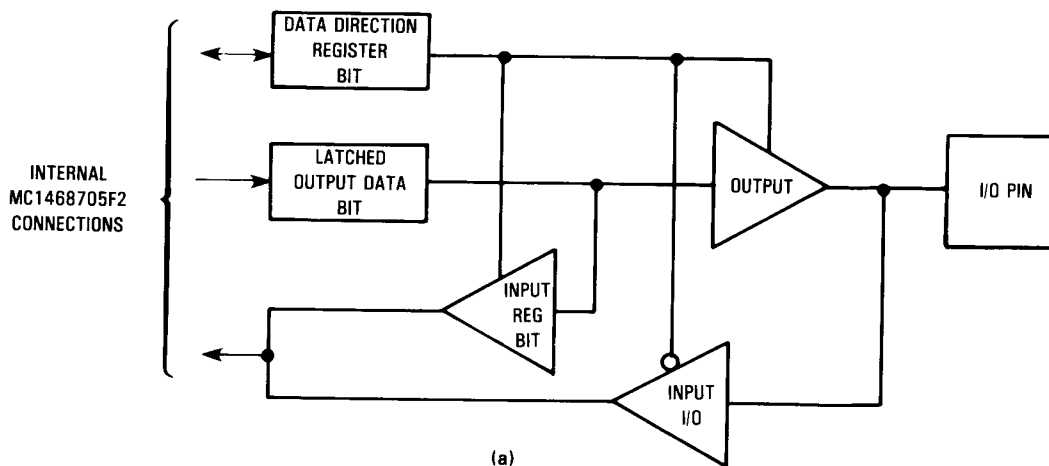 DATA DIRECTION
REGISTER
BIT
LATCHED
OUTPUT DATA
BIT
INTERNAL
MC1468705F2
CONNECTIONS
OUTPUT
I/O PIN
INPUT
REG
BIT
INPUT
I/O
(a)